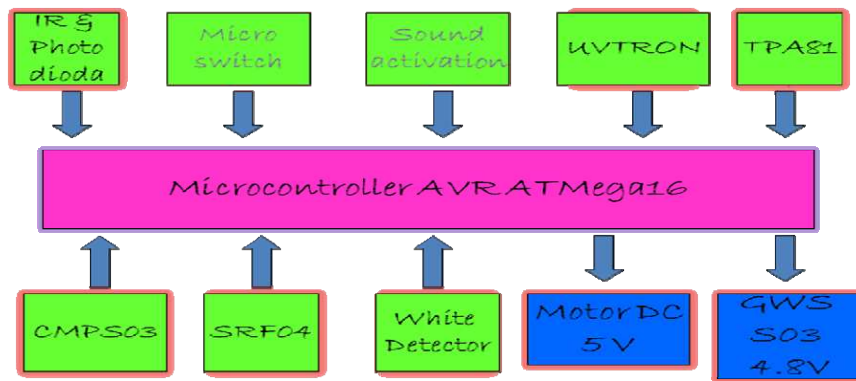 IR &
Photo
dioda
Micro
switch
Sound
activation
UVTRON
TPA81
Microcontroller AVR ATMega16
CMPS03
SRF04
White
Detector
Motor DC
5 V
GWS
S03
4.8V